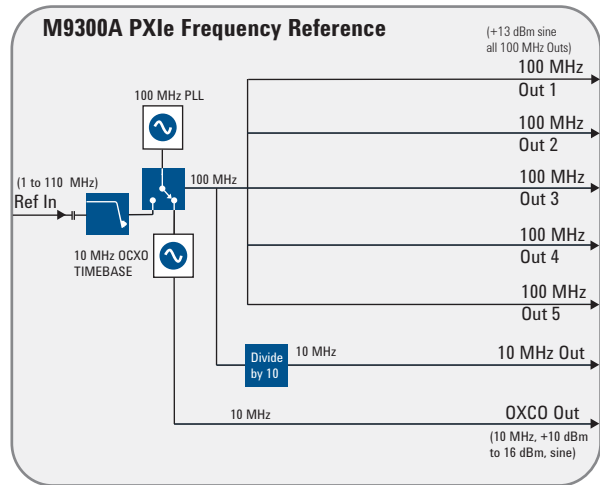 M9300A PXIe Frequency Reference
(+13 dBm sine
all 100 MHz Outs)
100 MHz
Out 1
100 MHz PLL
100 MHz
Out 2
(1 to 110 MHz)
Ref In
100 MHz
100 MHz
Out 3
10 MHz OCXO
TIMEBASE
100 MHz
Out 4
100 MHz
Out 5
Divide
by 10
10 MHz
10 MHz Out
10 MHz
OXCO Out
(10 MHz, +10 dBm
to 16 dBm, sine)